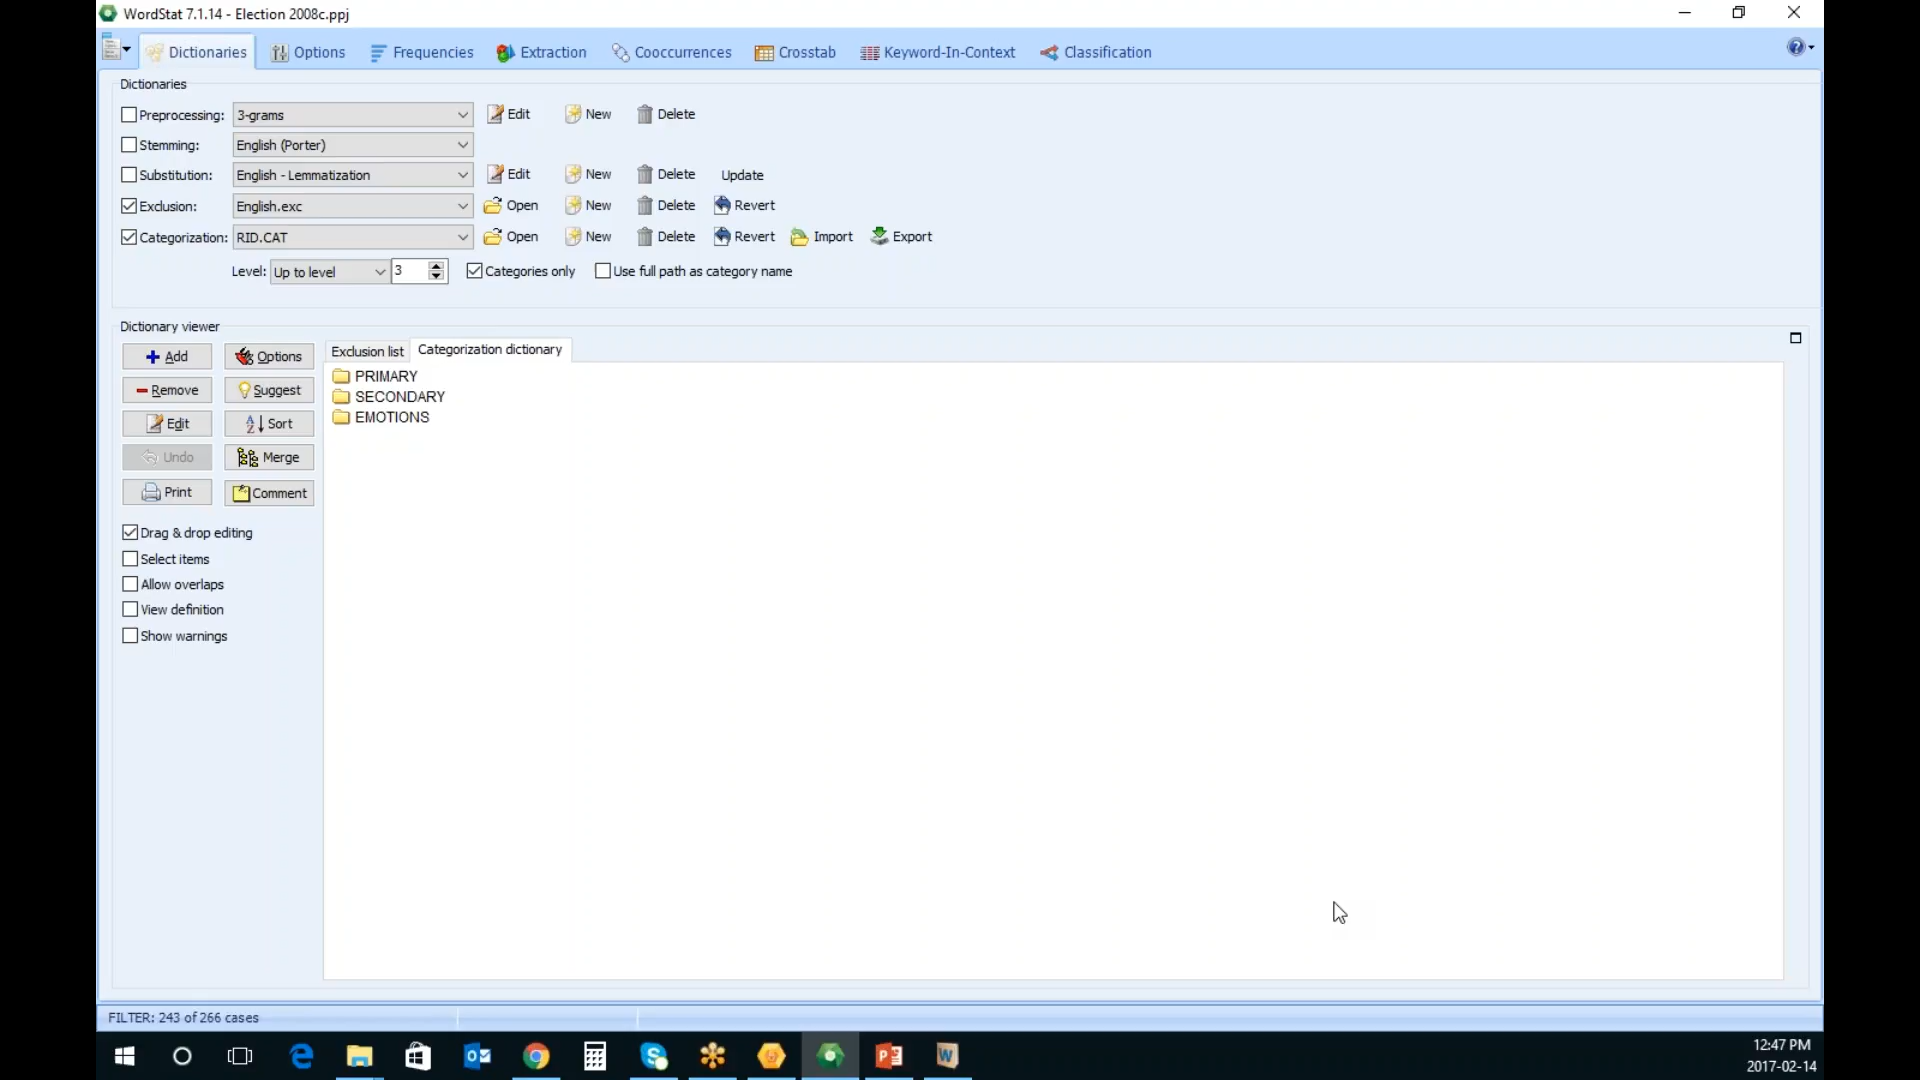 WordStat 7.1.14 - Election 2008c.ppj
Dictionaries Options Frequencies Extraction Cooccurrences Crosstab Keyword-In-Context Classification
Dictionaries
Preprocessing: 3-grams Edit New Delete
Stemming: English (Porter)
Substitution: English - Lemmatization Edit New Delete Update
Exclusion: English.exc Open New Delete Revert
Categorization: RID.CAT Open New Delete Revert Import Export
Level: Up to level 3 Categories only Use full path as category name
Dictionary viewer
Add Options Exclusion list Categorization dictionary
PRIMARY
Remove Suggest SECONDARY
EMOTIONS
Edit Sort
Undo Merge
Print Comment
Drag & drop editing
Select items
Allow overlaps
View definition
Show warnings
FILTER: 243 of 266 cases
12:47 PM
2017-02-14